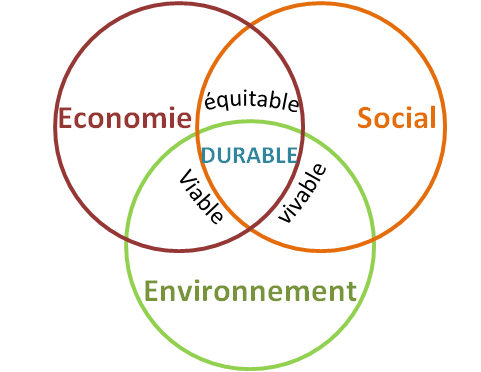 équitable
Economie
Social
DURABLE
Viable
vivable
Environnement